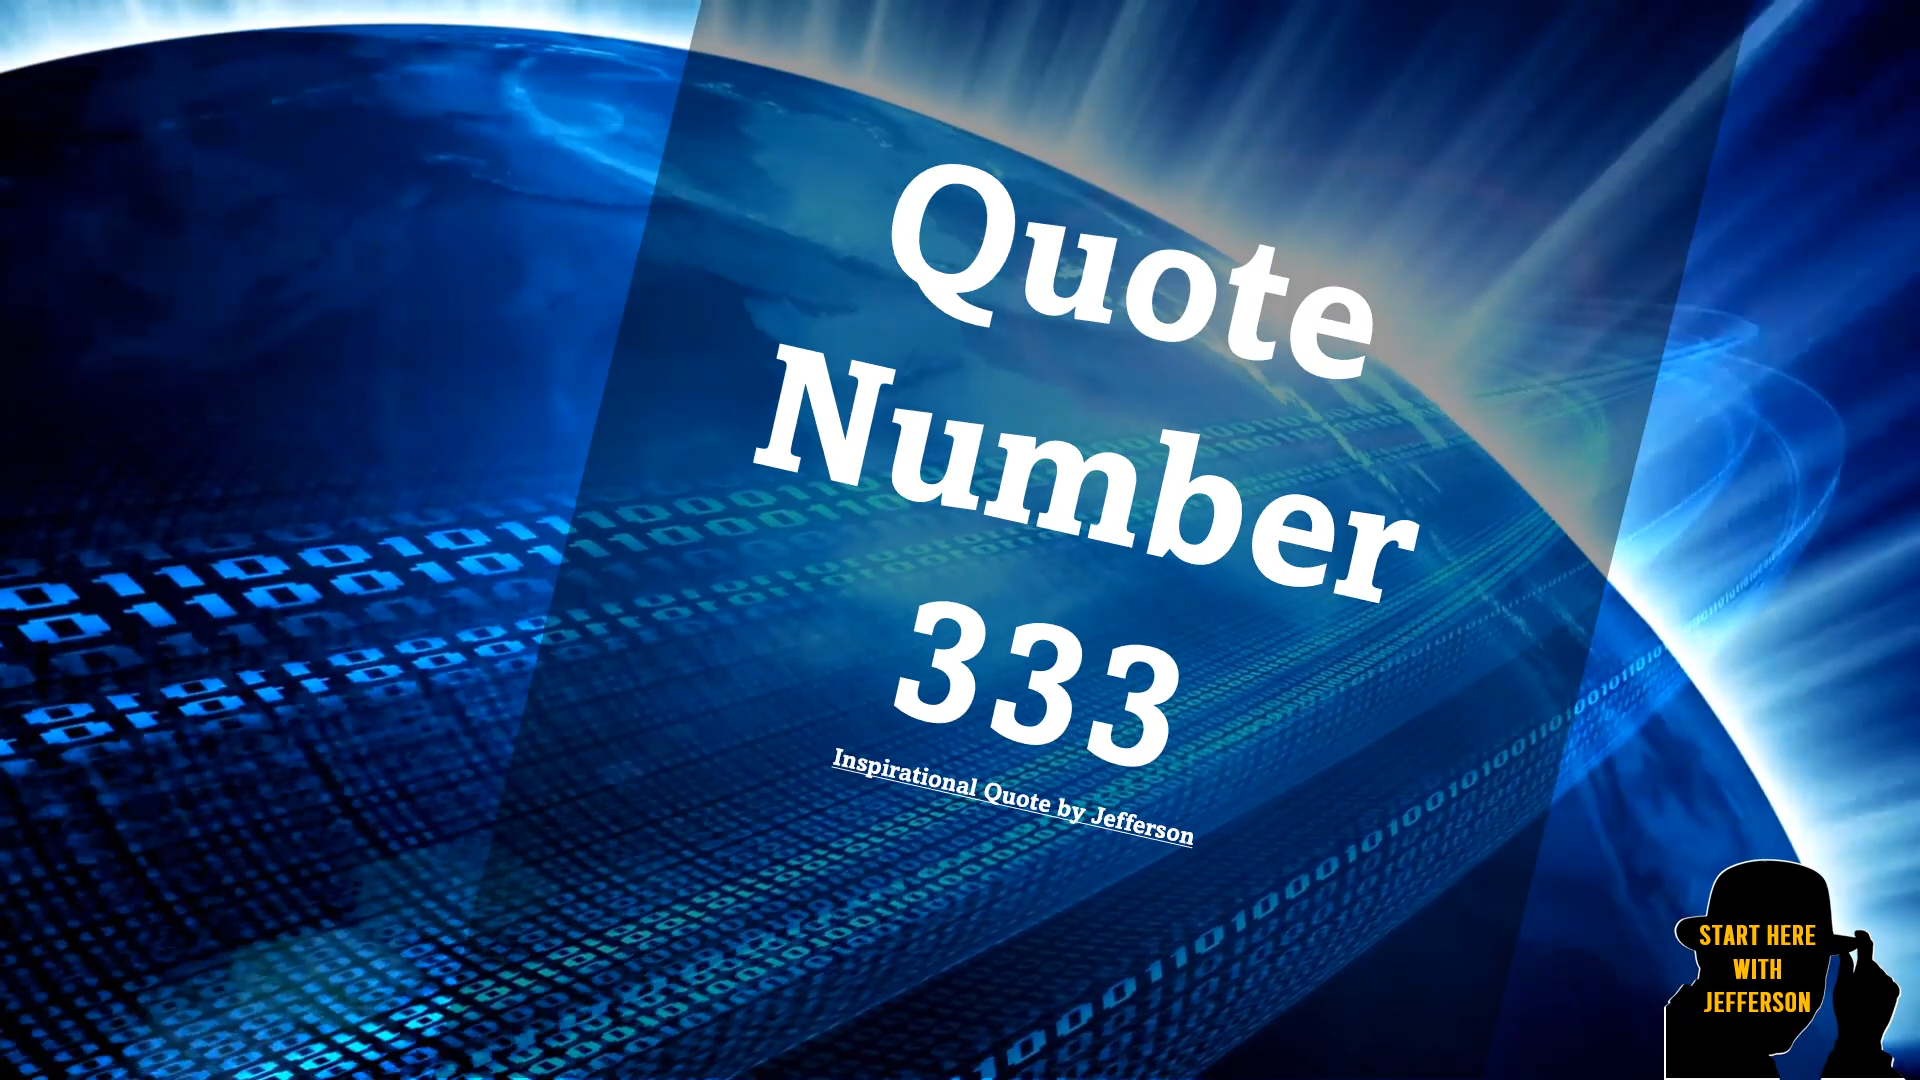 Quote
Number
333
Inspirational Quote by Jefferson
START HERE
WITH
JEFFERSON